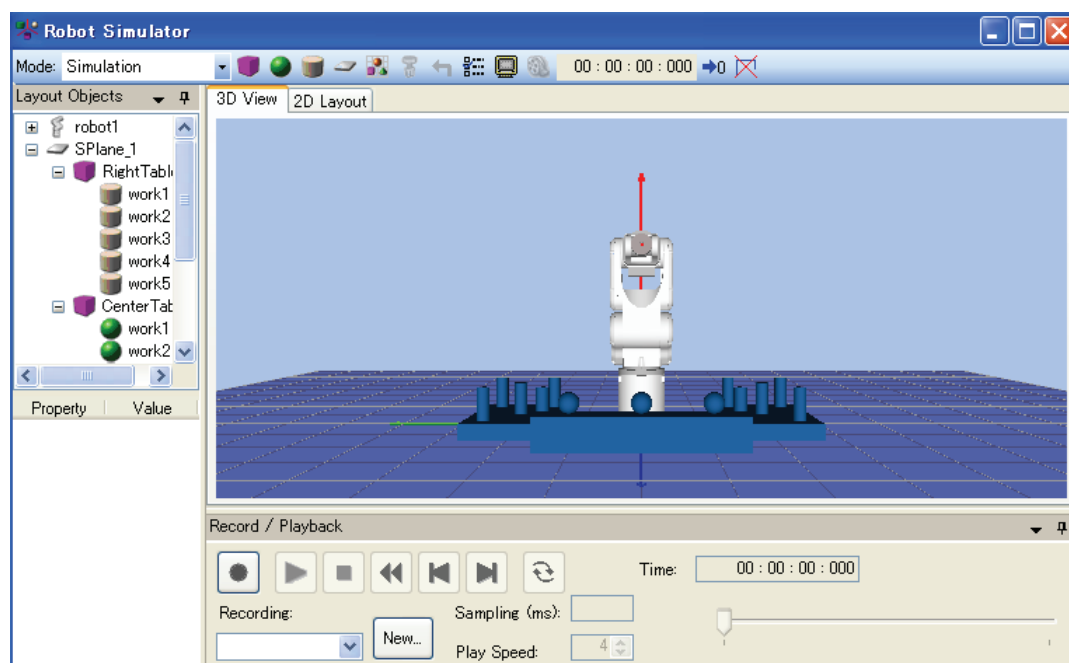 Robot Simulator
Mode: Simulation
00 : 00 : 00 : 000
0
Layout Objects
3D View
2D Layout
robot1
SPlane_1
RightTabl
work1
work2
work3
work4
work5
CenterTab
work1
work2
Property
Value
Record / Playback
Time: 00 : 00 : 00 : 000
Recording:
Sampling (ms):
New...
Play Speed: 4